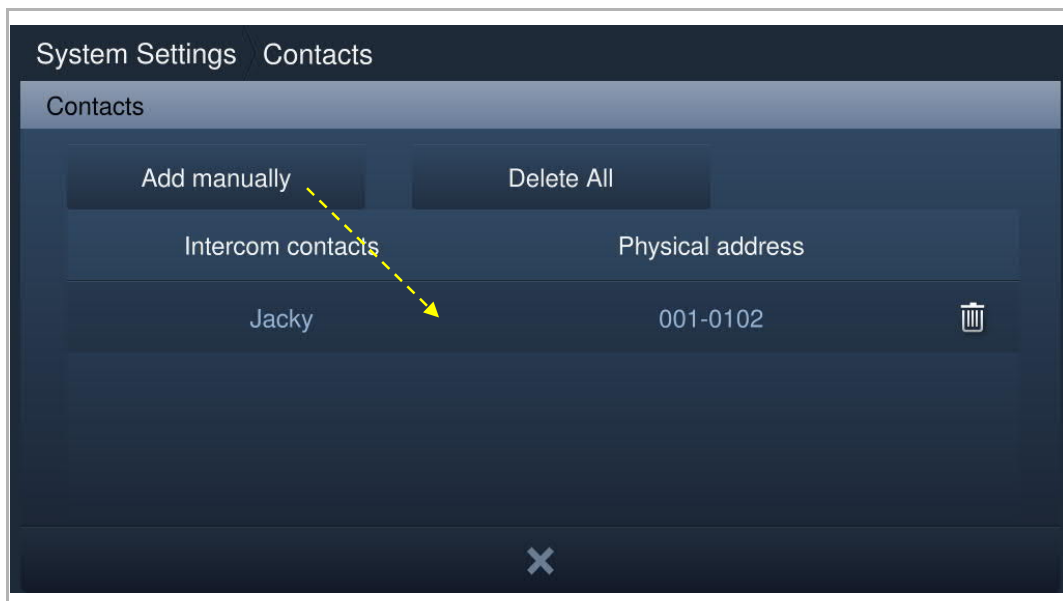 System Settings Contacts
Contacts
Add manually Delete All
Intercom contacts Physical address
Jacky 001-0102